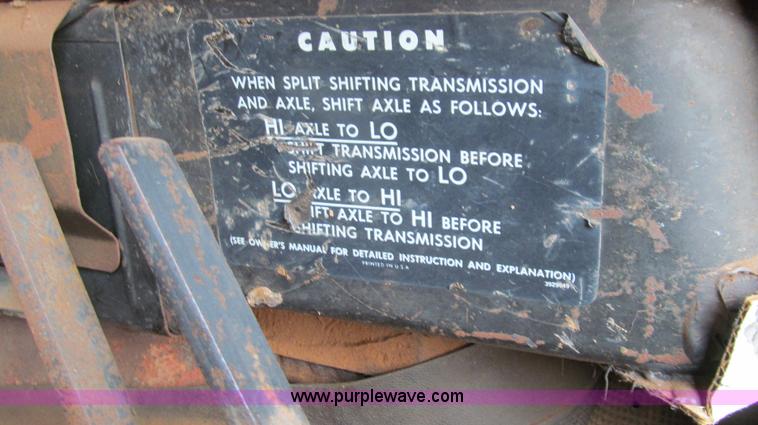 CAUTION
WHEN SPLIT SHIFTING TRANSMISSION
AND AXLE, SHIFT AXLE AS FOLLOWS:
HI AXLE TO LO
SHIFT TRANSMISSION BEFORE
SHIFTING AXLE TO LO
LO AXLE TO HI
SHIFT AXLE TO HI BEFORE
SHIFTING TRANSMISSION
(SEE OWNER'S MANUAL FOR DETAILED INSTRUCTION AND EXPLANATION)
PRINTED IN U.S.A.
www.purplewave.com